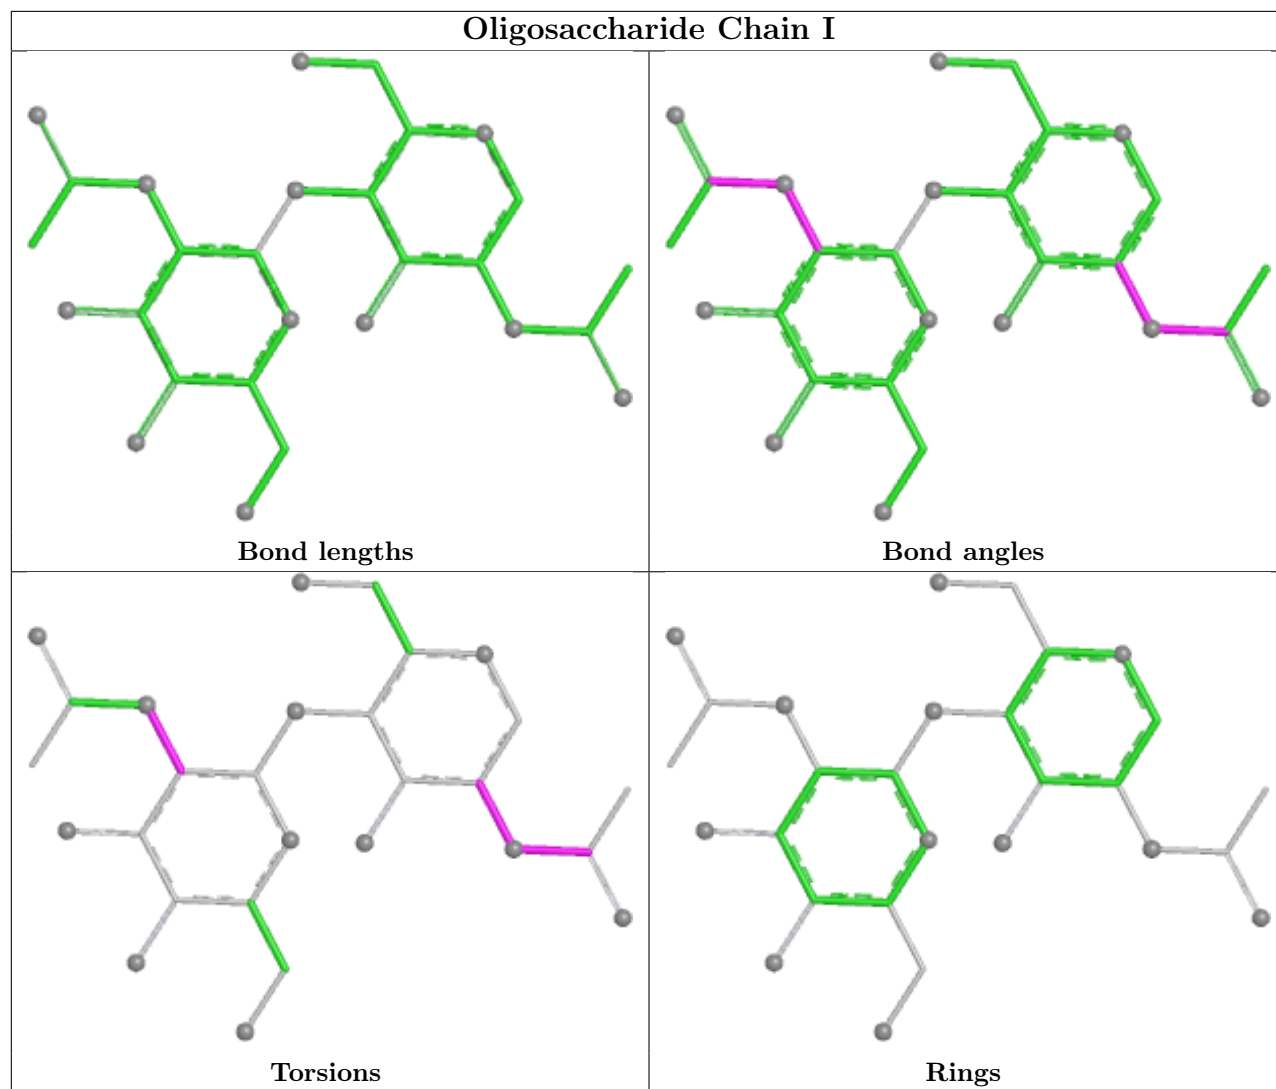 Oligosaccharide Chain I
Bond lengths
Bond angles
Torsions
Rings